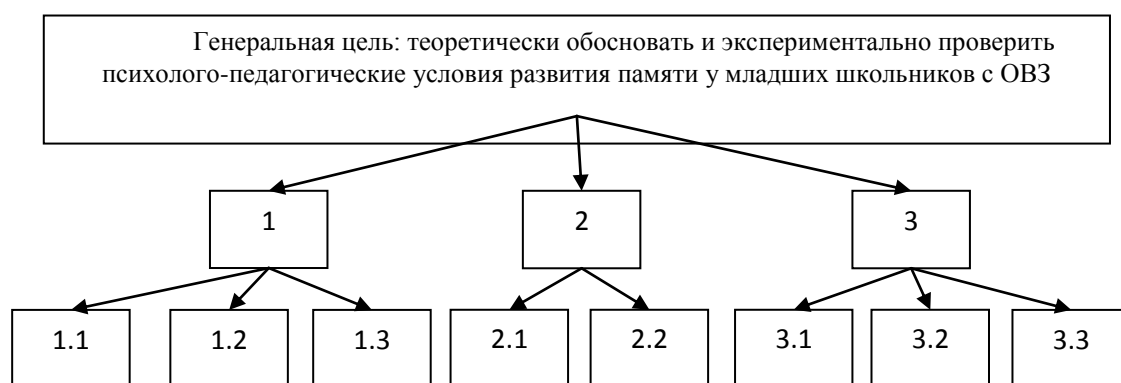 Генеральная цель: теоретически обосновать и экспериментально проверить
психолого-педагогические условия развития памяти у младших школьников с ОВЗ
1 2 3
1.1 1.2 1.3 2.1 2.2 3.1 3.2 3.3